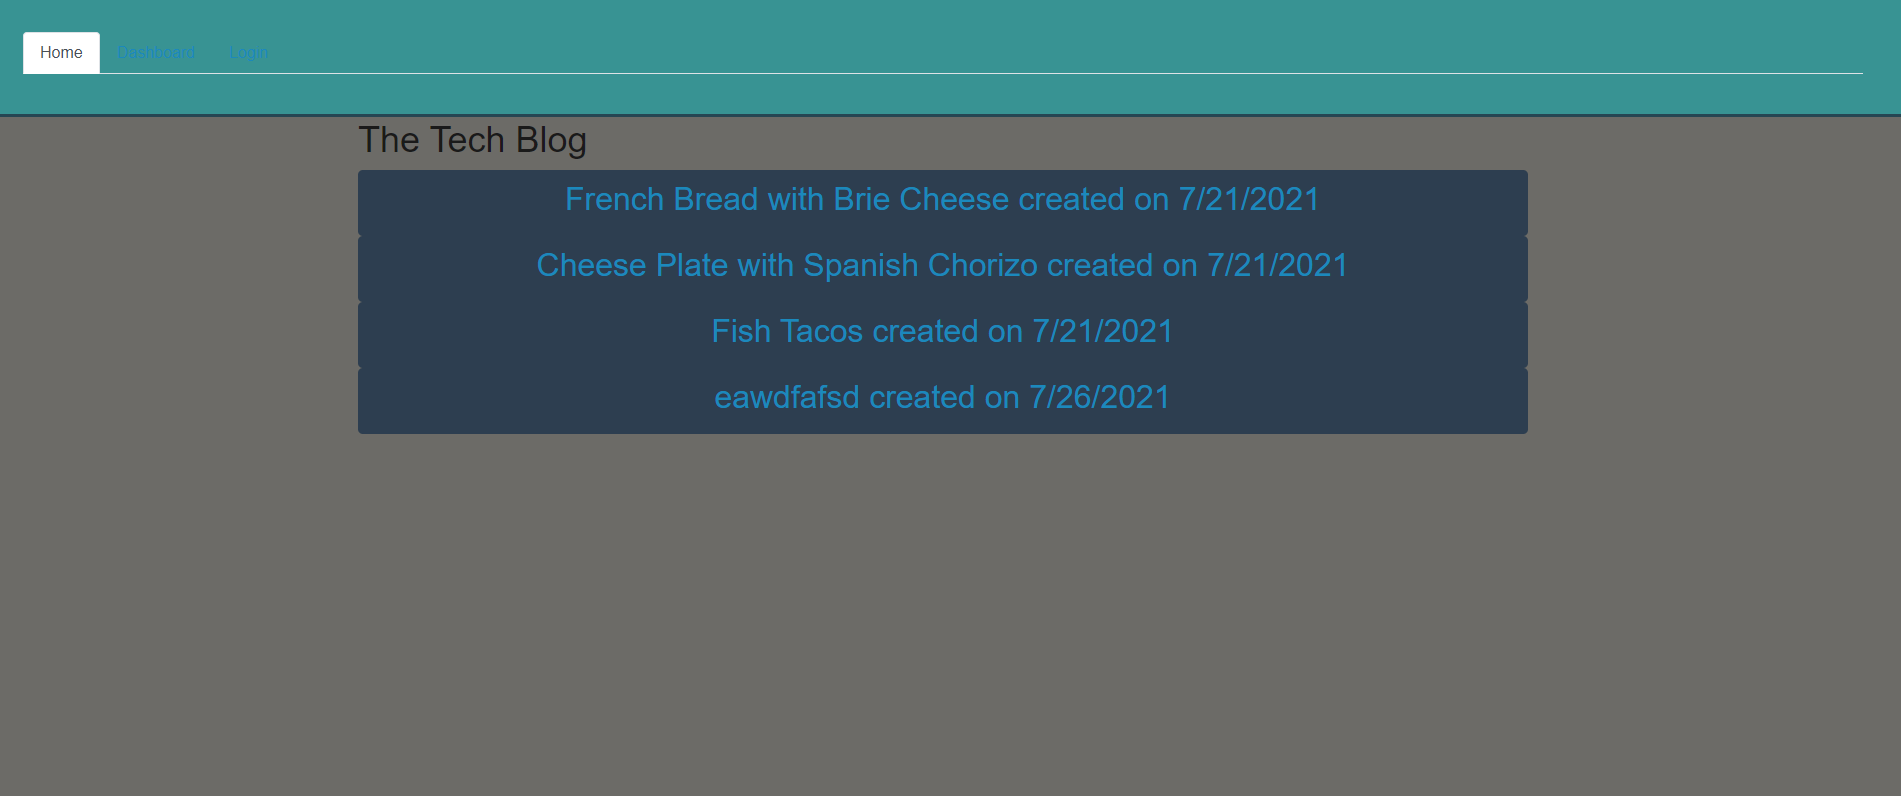 Home Dashboard Login
The Tech Blog
French Bread with Brie Cheese created on 7/21/2021
Cheese Plate with Spanish Chorizo created on 7/21/2021
Fish Tacos created on 7/21/2021
eawdfafsd created on 7/26/2021